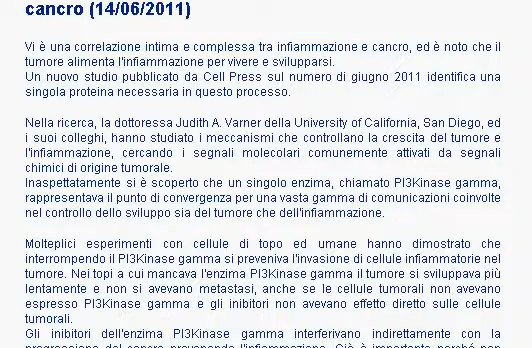 cancro (14/06/2011)
Vi è una correlazione intima e complessa tra infiammazione e cancro, ed è noto che il
tumore alimenta l'infiammazione per vivere e svilupparsi.
Un nuovo studio pubblicato da Cell Press sul numero di giugno 2011 identifica una
singola proteina necessaria in questo processo.
Nella ricerca, la dottoressa Judith A. Varner della University of California, San Diego, ed
i suoi colleghi, hanno studiato i meccanismi che controllano la crescita del tumore e
l'infiammazione, cercando i segnali molecolari comunemente attivati da segnali
chimici di origine tumorale.
Inaspettatamente si è scoperto che un singolo enzima, chiamato PI3Kinase gamma,
rappresentava il punto di convergenza per una vasta gamma di comunicazioni coinvolte
nel controllo dello sviluppo sia del tumore che dell'infiammazione.
Molteplici esperimenti con cellule di topo ed umane hanno dimostrato che
interrompendo il PI3Kinase gamma si preveniva l'invasione di cellule infiammatorie nel
tumore. Nei topi a cui mancava l'enzima PI3Kinase gamma il tumore si sviluppava più
lentamente e non si avevano metastasi, anche se le cellule tumorali non avevano
espresso PI3Kinase gamma e gli inibitori non avevano effetto diretto sulle cellule
tumorali.
Gli inibitori dell'enzima PI3Kinase gamma interferivano indirettamente con la
progressione del cancro prevenendo l'infiammazione. Ciò è importante perché non